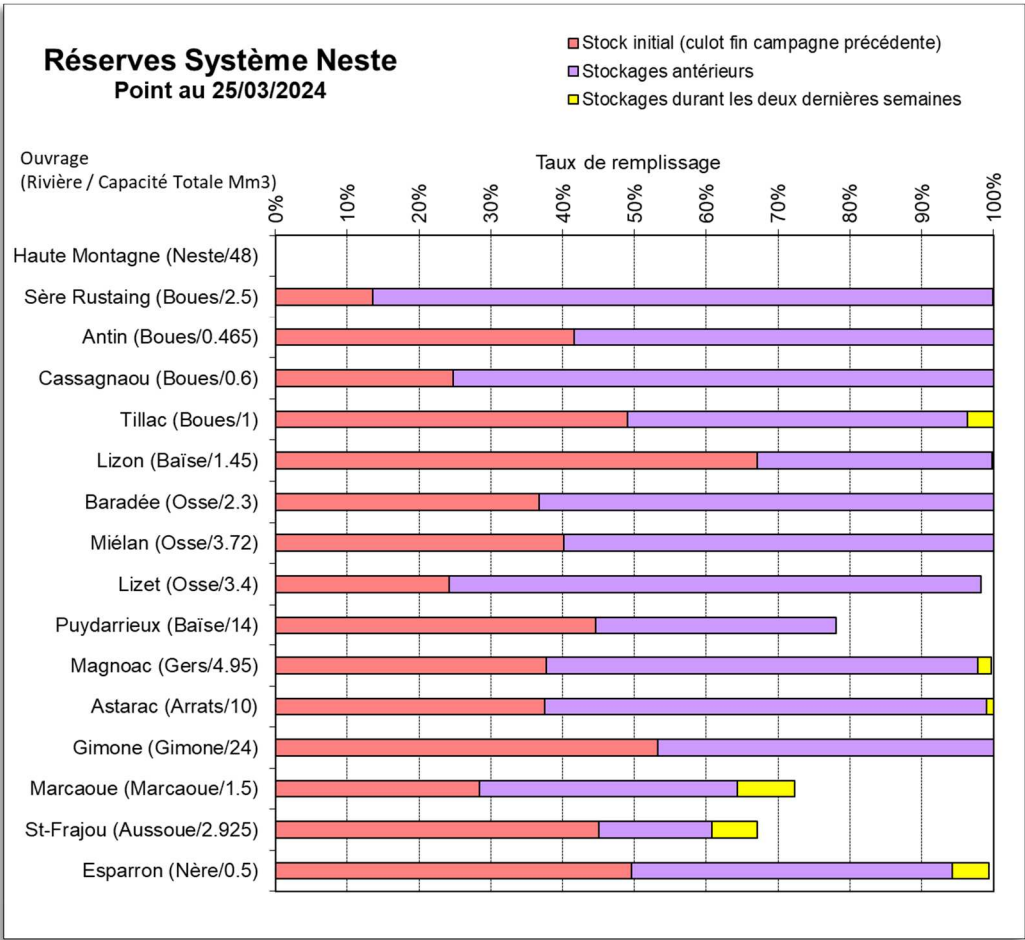 Réserves Système Neste
Point au 25/03/2024
Stock initial (culot fin campagne précédente)
Stockages antérieurs
Stockages durant les deux dernières semaines
Ouvrage
(Rivière / Capacité Totale Mm3)
Taux de remplissage
0%
10%
20%
30%
40%
50%
60%
70%
80%
90%
100%
Haute Montagne (Neste/48)
Sère Rustaing (Boues/2.5)
Antin (Boues/0.465)
Cassagnaou (Boues/0.6)
Tillac (Boues/1)
Lizon (Baïse/1.45)
Baradée (Osse/2.3)
Miélan (Osse/3.72)
Lizet (Osse/3.4)
Puydarrieux (Baïse/14)
Magnoac (Gers/4.95)
Astarac (Arrats/10)
Gimone (Gimone/24)
Marcaoue (Marcaoue/1.5)
St-Frajou (Aussoue/2.925)
Esparron (Nère/0.5)